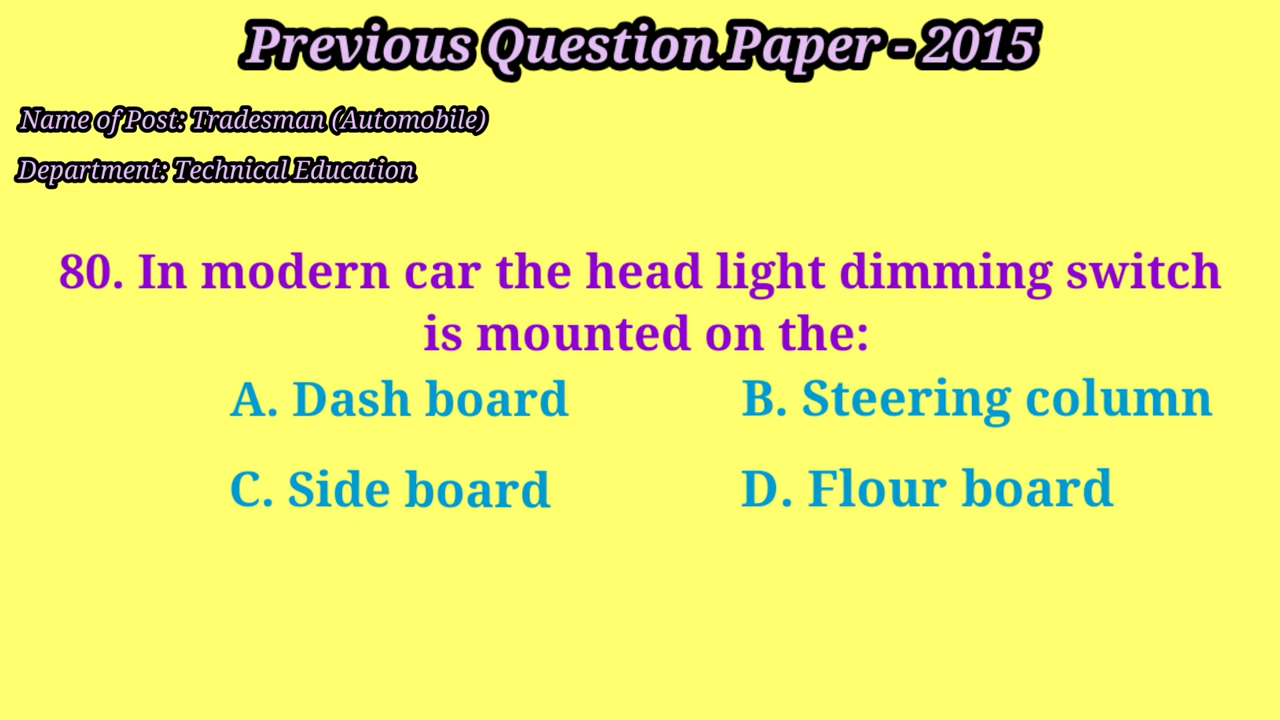 Previous Question Paper - 2015
Name of Post: Tradesman (Automobile)
Department: Technical Education
80. In modern car the head light dimming switch
is mounted on the:
A. Dash board B. Steering column
C. Side board D. Flour board